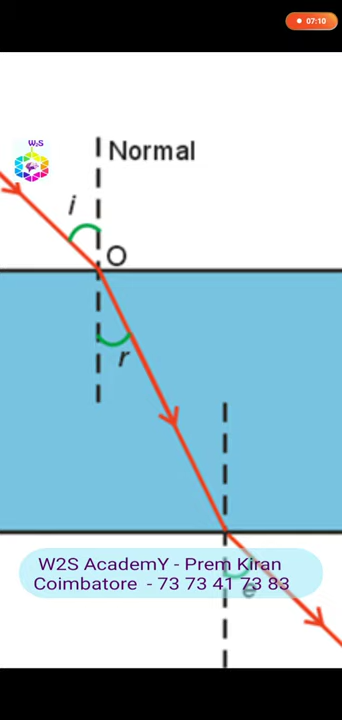 07:10
W²S
Normal
i
O
r
W2S AcademY - Prem Kiran
Coimbatore - 73 73 41 73 83
e